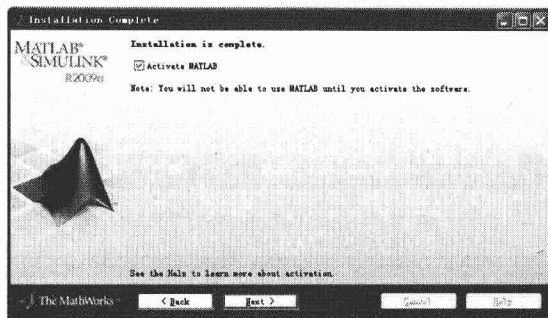 Installation Complete
MATLAB®
&SIMULINK®
R2009a
Installation is complete.
Activate MATLAB
Note: You will not be able to use MATLAB until you activate the software.
See the Help to learn more about activation.
The MathWorks
< Back
Next >
Cancel
Help